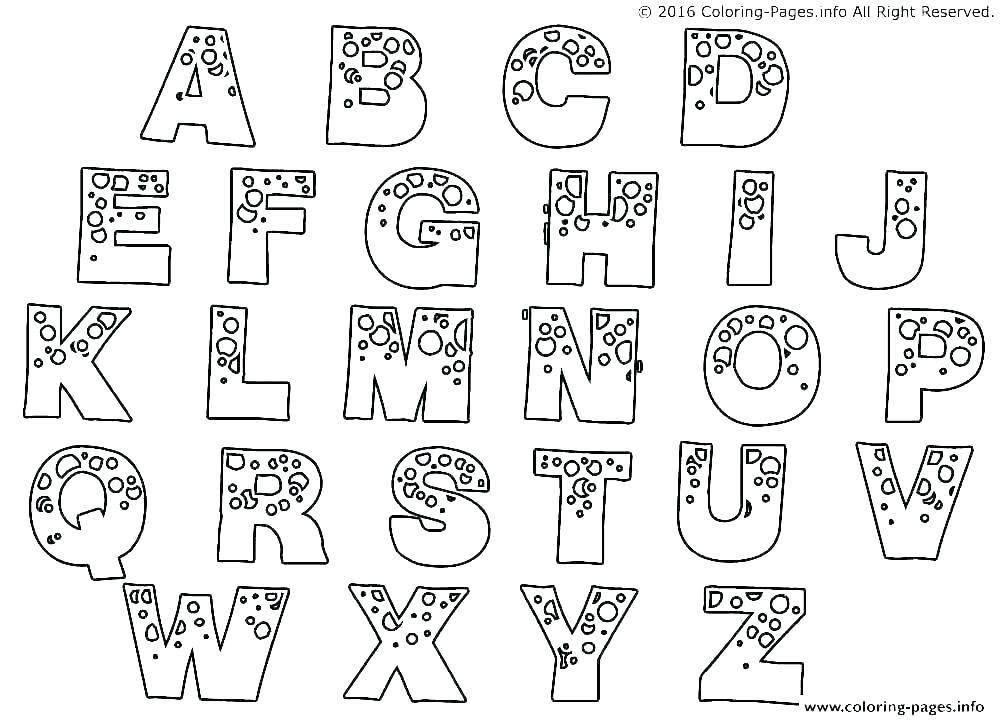 © 2016 Coloring-Pages.info All Right Reserved.
A B C D
E F G H I J
K L M N O P
Q R S T U V
W X Y Z
www.coloring-pages.info